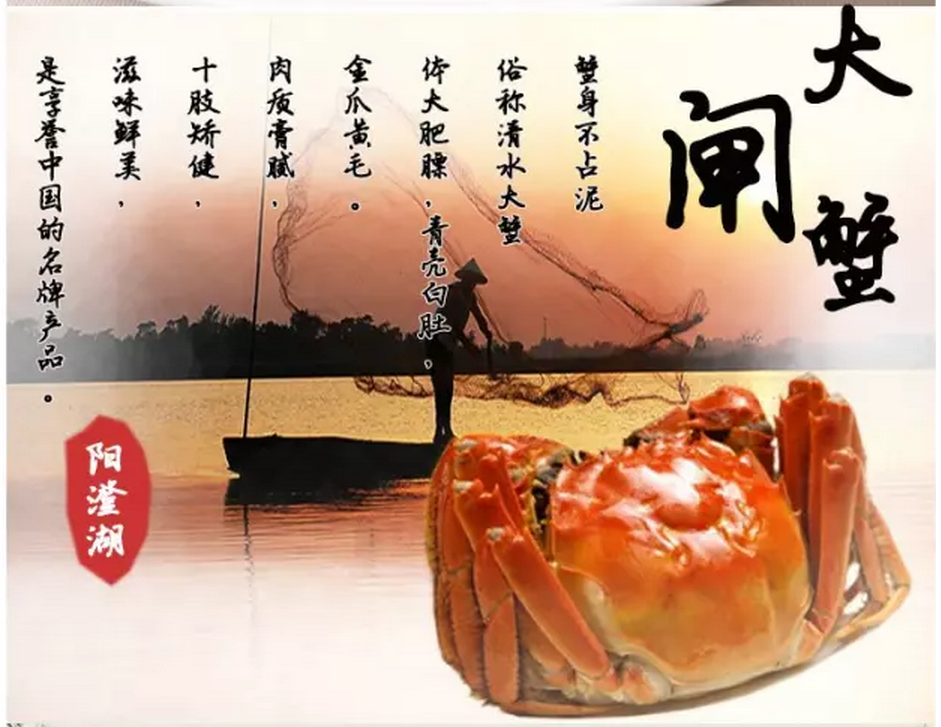 大闸蟹
蟹身不占泥
俗称清水大蟹
体大肥膘，青壳白肚，
金爪黄毛。
肉质膏腻，
十肢矫健，
滋味鲜美，
是享誉中国的名牌产品。
阳澄湖